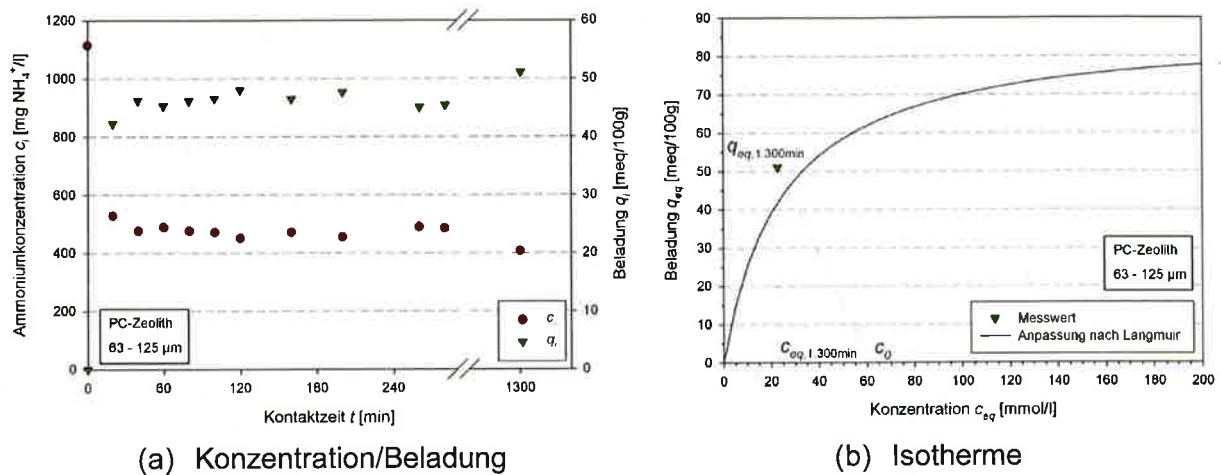 1200
1000
800
600
400
200
0
Ammoniumkonzentration c_i [mg NH₄⁺/l]
60
50
40
30
20
10
0
Beladung q_i [meq/100g]
PC-Zeolith
63 - 125 µm
c
q_i
0 60 120 180 240 1300
Kontaktzeit t [min]
(a) Konzentration/Beladung
90
80
70
60
50
40
30
20
10
0
Beladung q_eq [meq/100g]
q_eq,1.300min
PC-Zeolith
63 - 125 µm
Messwert
Anpassung nach Langmuir
c_eq,1.300min c_0
0 20 40 60 80 100 120 140 160 180 200
Konzentration c_eq [mmol/l]
(b) Isotherme